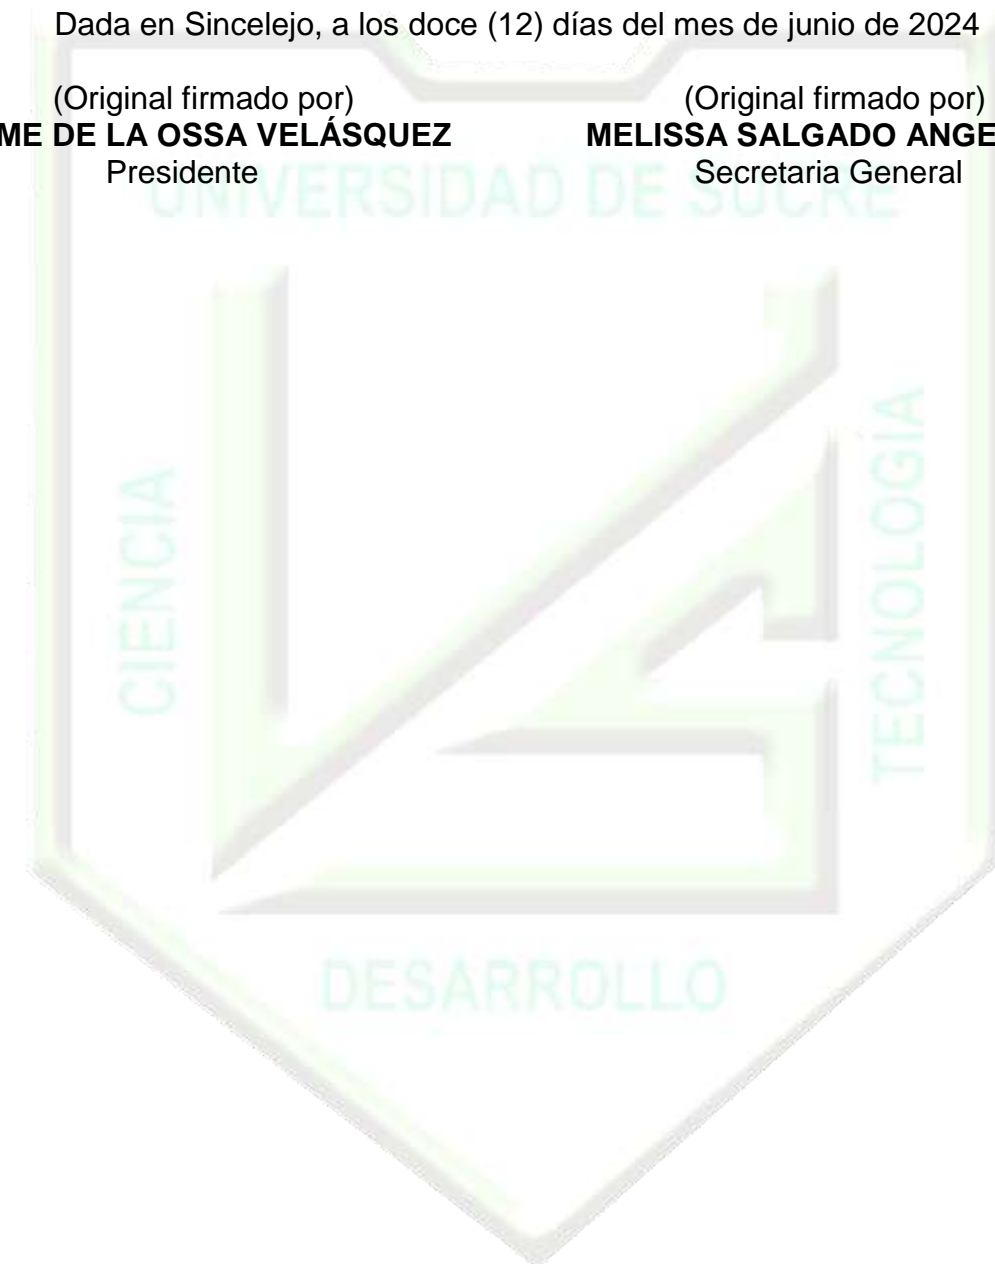 Dada en Sincelejo, a los doce (12) días del mes de junio de 2024
(Original firmado por) (Original firmado por)
DE LA OSSA VELÁSQUEZ MELISSA SALGADO
Presidente Secretaria General
UNIVERSIDAD DE SUCRE
CIENCIA
TECNOLOGÍA
DESARROLLO